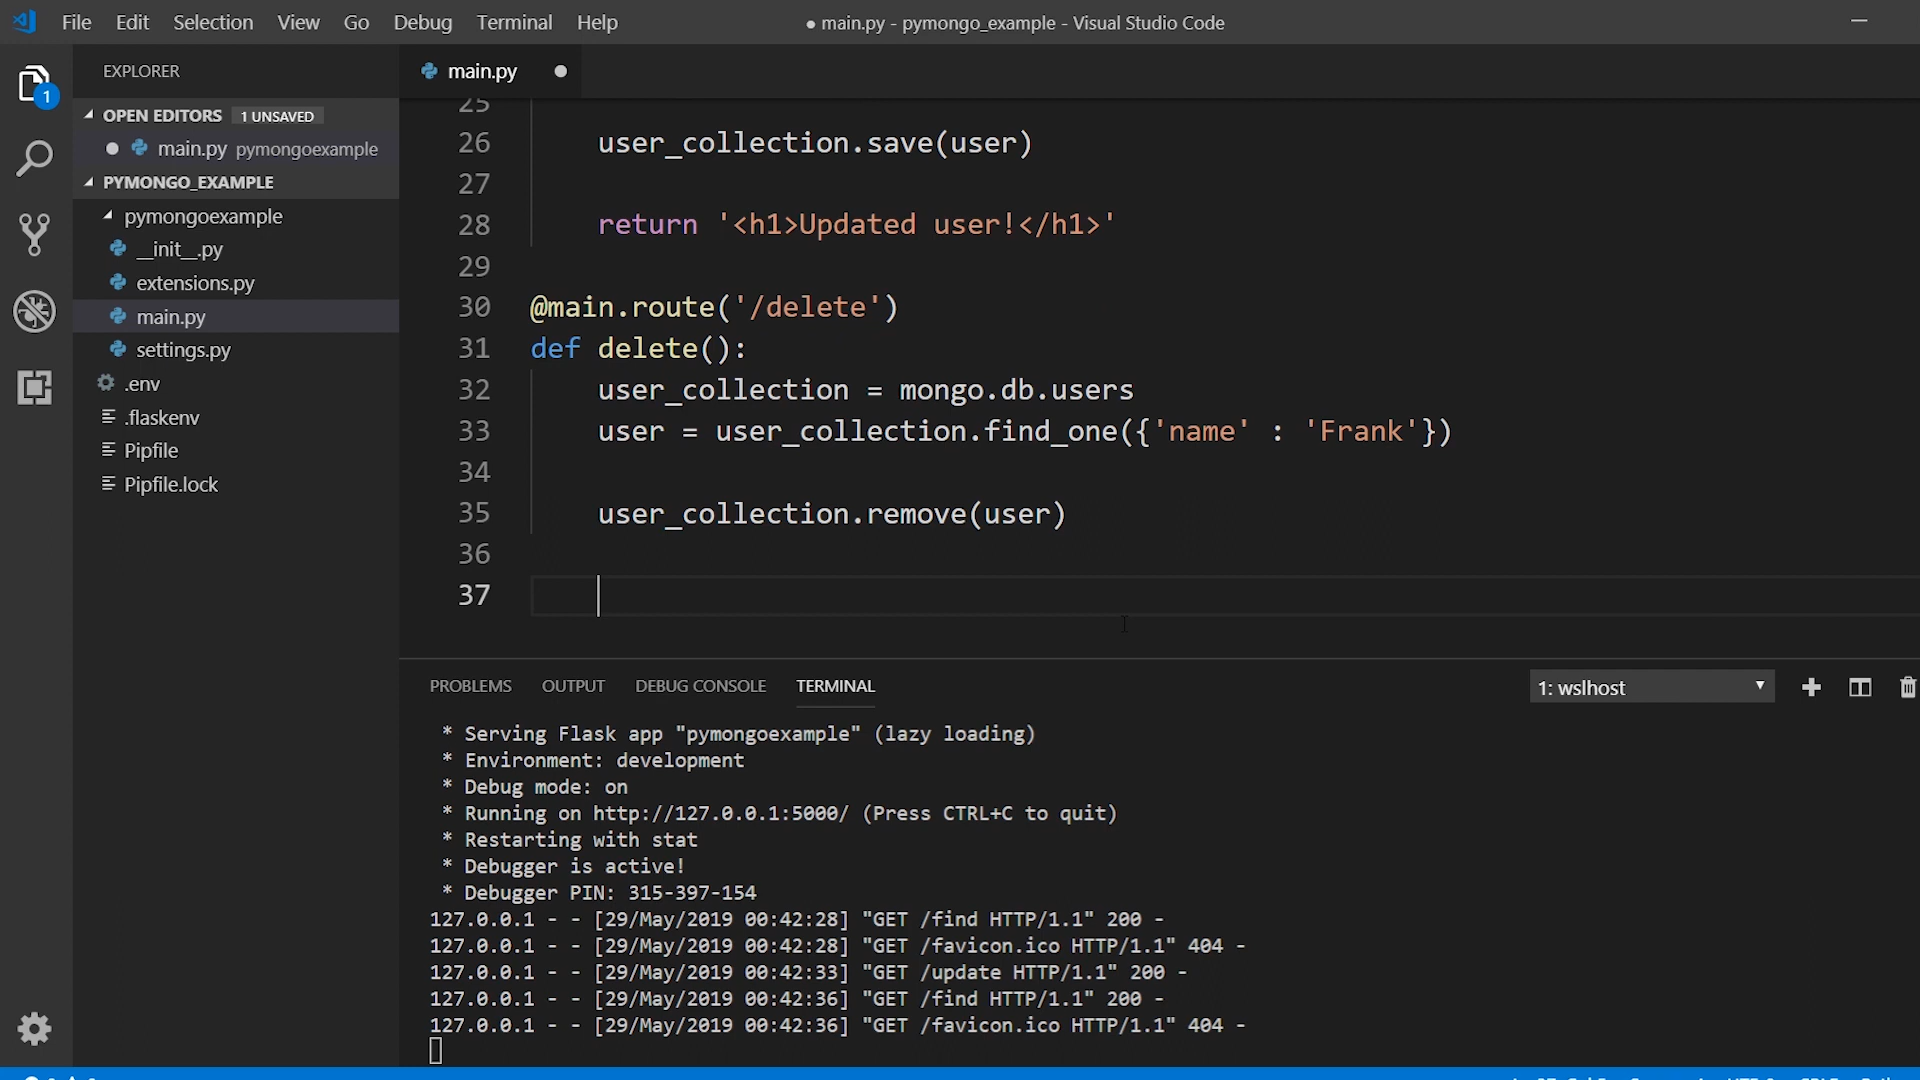 File Edit Selection View Go Debug Terminal Help
● main.py - pymongo_example - Visual Studio Code
EXPLORER
main.py
1
OPEN EDITORS 1 UNSAVED
main.py pymongoexample
PYMONGO_EXAMPLE
pymongoexample
__init__.py
extensions.py
main.py
settings.py
.env
.flaskenv
Pipfile
Pipfile.lock
25
26 user_collection.save(user)
27
28 return '<h1>Updated user!</h1>'
29
30 @main.route('/delete')
31 def delete():
32 user_collection = mongo.db.users
33 user = user_collection.find_one({'name' : 'Frank'})
34
35 user_collection.remove(user)
36
37
PROBLEMS OUTPUT DEBUG CONSOLE TERMINAL
1: wslhost
* Serving Flask app "pymongoexample" (lazy loading)
* Environment: development
* Debug mode: on
* Running on http://127.0.0.1:5000/ (Press CTRL+C to quit)
* Restarting with stat
* Debugger is active!
* Debugger PIN: 315-397-154
127.0.0.1 - - [29/May/2019 00:42:28] "GET /find HTTP/1.1" 200 -
127.0.0.1 - - [29/May/2019 00:42:28] "GET /favicon.ico HTTP/1.1" 404 -
127.0.0.1 - - [29/May/2019 00:42:33] "GET /update HTTP/1.1" 200 -
127.0.0.1 - - [29/May/2019 00:42:36] "GET /find HTTP/1.1" 200 -
127.0.0.1 - - [29/May/2019 00:42:36] "GET /favicon.ico HTTP/1.1" 404 -